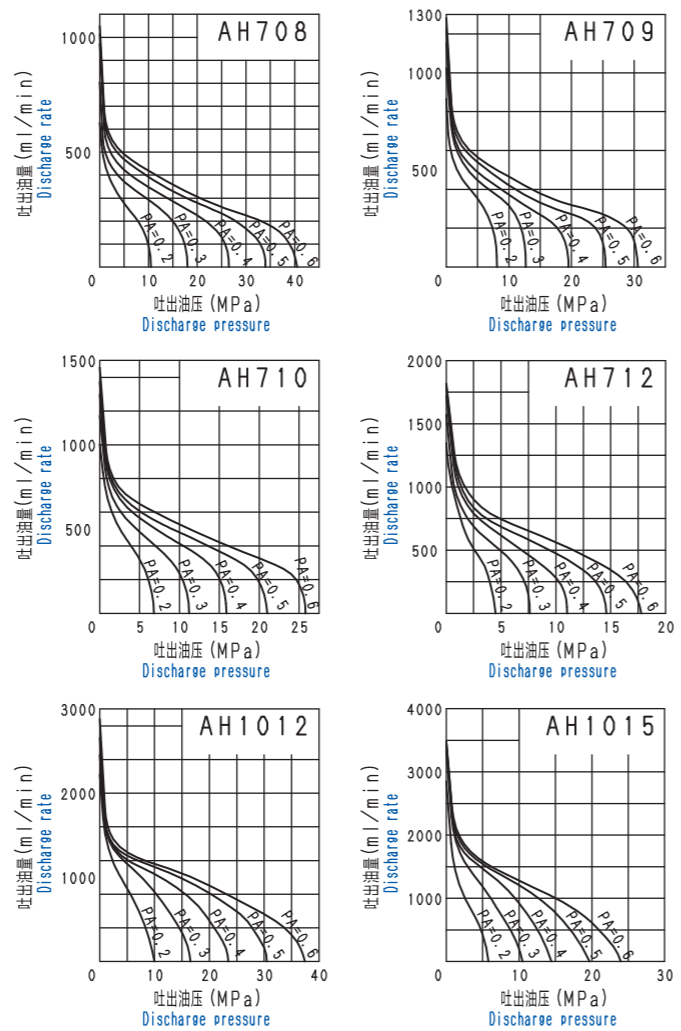 AH708
1000
500
吐出油量(ml/min)
Discharge rate
PA=0.2
PA=0.3
PA=0.4
PA=0.5
PA=0.6
0 10 20 30 40
吐出油压(MPa)
Discharge pressure
AH709
1300
1000
500
吐出油量(ml/min)
Discharge rate
PA=0.2
PA=0.3
PA=0.4
PA=0.5
PA=0.6
0 10 20 30
吐出油压(MPa)
Discharge pressure
AH710
1500
1000
500
吐出油量(ml/min)
Discharge rate
PA=0.2
PA=0.3
PA=0.4
PA=0.5
PA=0.6
0 5 10 15 20 25
吐出油压(MPa)
Discharge pressure
AH712
2000
1500
1000
500
吐出油量(ml/min)
Discharge rate
PA=0.2
PA=0.3
PA=0.4
PA=0.5
PA=0.6
0 5 10 15 20
吐出油压(MPa)
Discharge pressure
AH1012
3000
2000
1000
吐出油量(ml/min)
Discharge rate
PA=0.2
PA=0.3
PA=0.4
PA=0.5
PA=0.6
0 10 20 30 40
吐出油压(MPa)
Discharge pressure
AH1015
4000
3000
2000
1000
吐出油量(ml/min)
Discharge rate
PA=0.2
PA=0.3
PA=0.4
PA=0.5
PA=0.6
0 10 20 30
吐出油压(MPa)
Discharge pressure